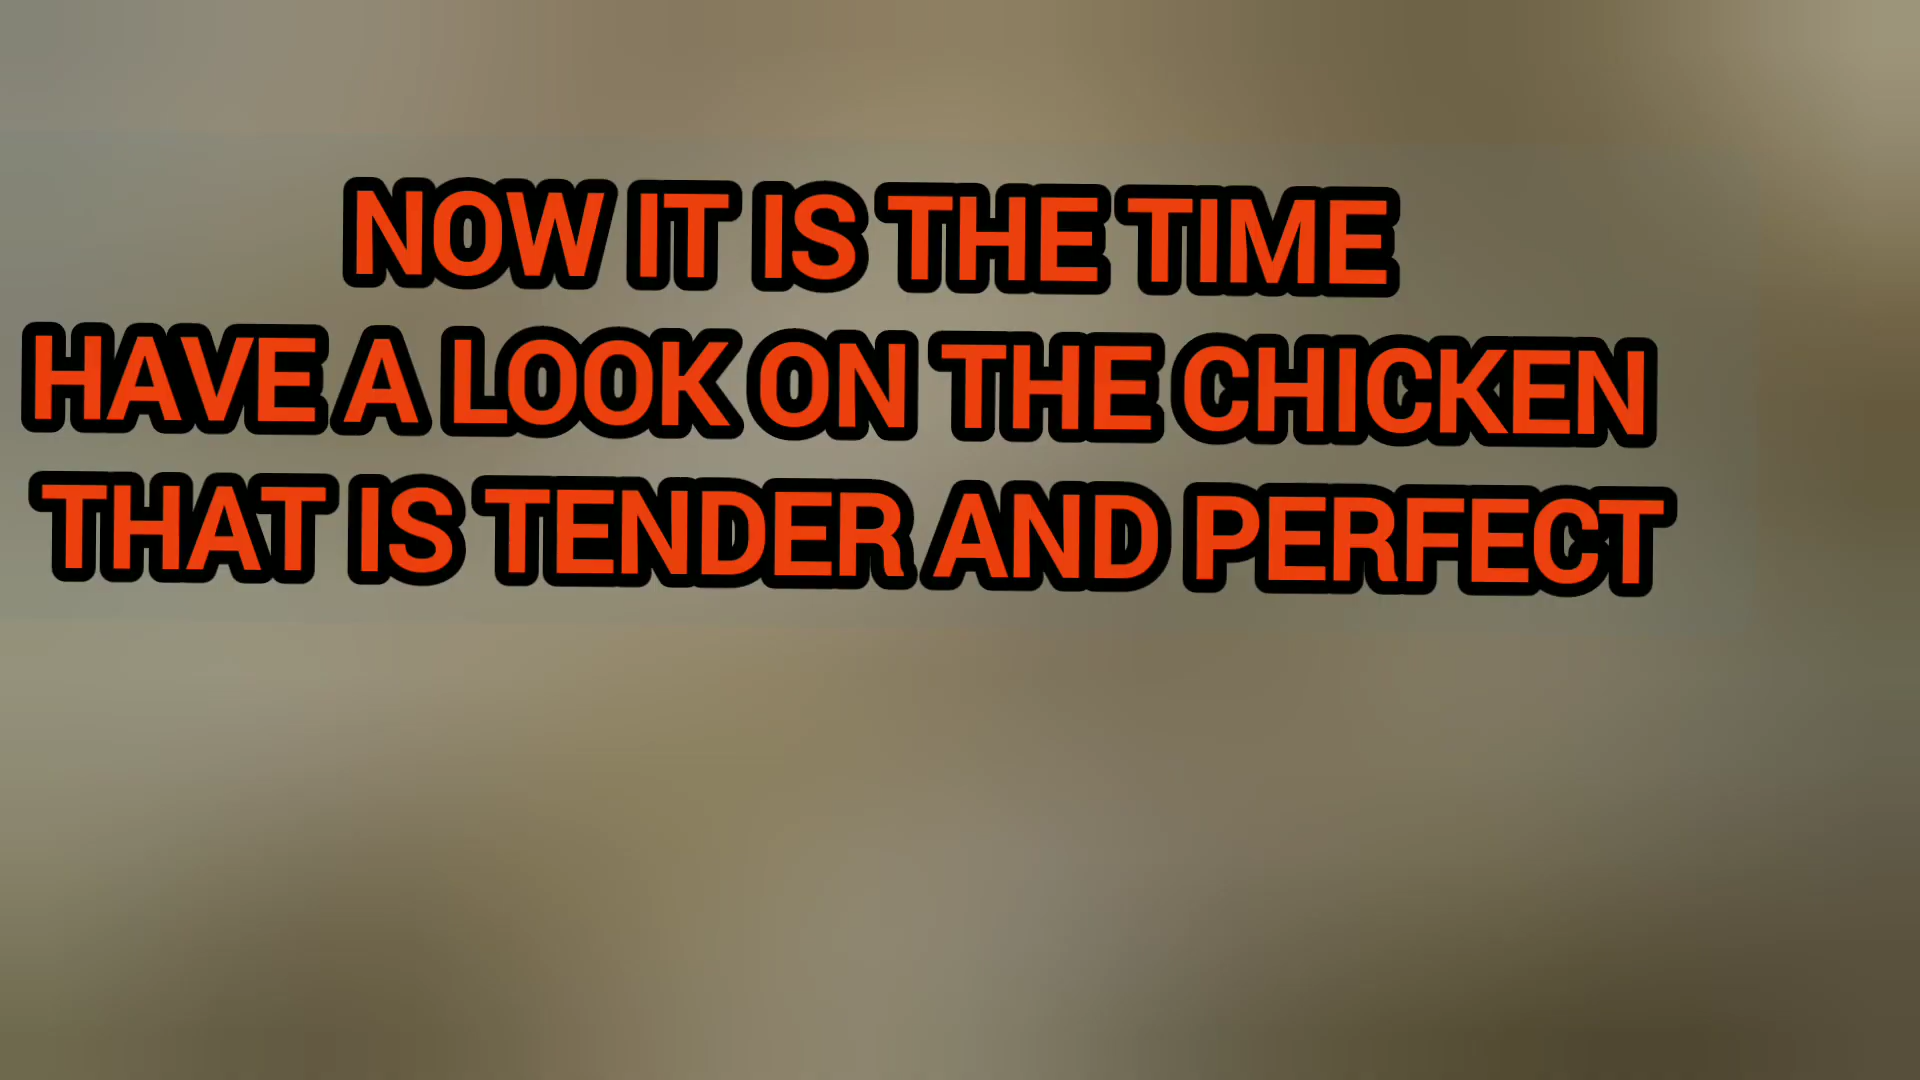 NOW IT IS THE TIME
HAVE A LOOK ON THE CHICKEN
THAT IS TENDER AND PERFECT